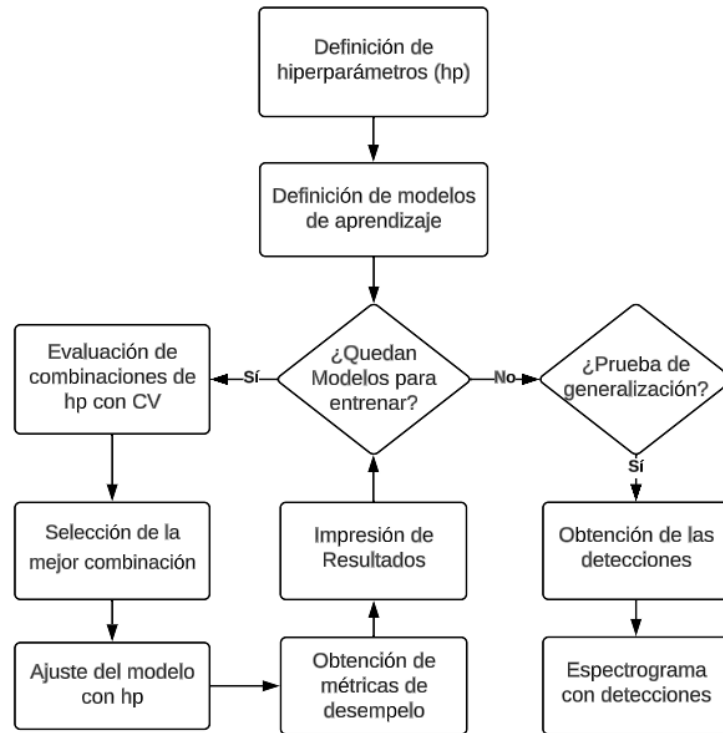 Definición de
hiperparámetros (hp)
Definición de modelos
de aprendizaje
¿Quedan
Modelos para
entrenar?
Sí
No
¿Prueba de
generalización?
Sí
Evaluación de
combinaciones de
hp con CV
Selección de la
mejor combinación
Ajuste del modelo
con hp
Impresión de
Resultados
Obtención de
métricas de
desempelo
Obtención de las
detecciones
Espectrograma
con detecciones